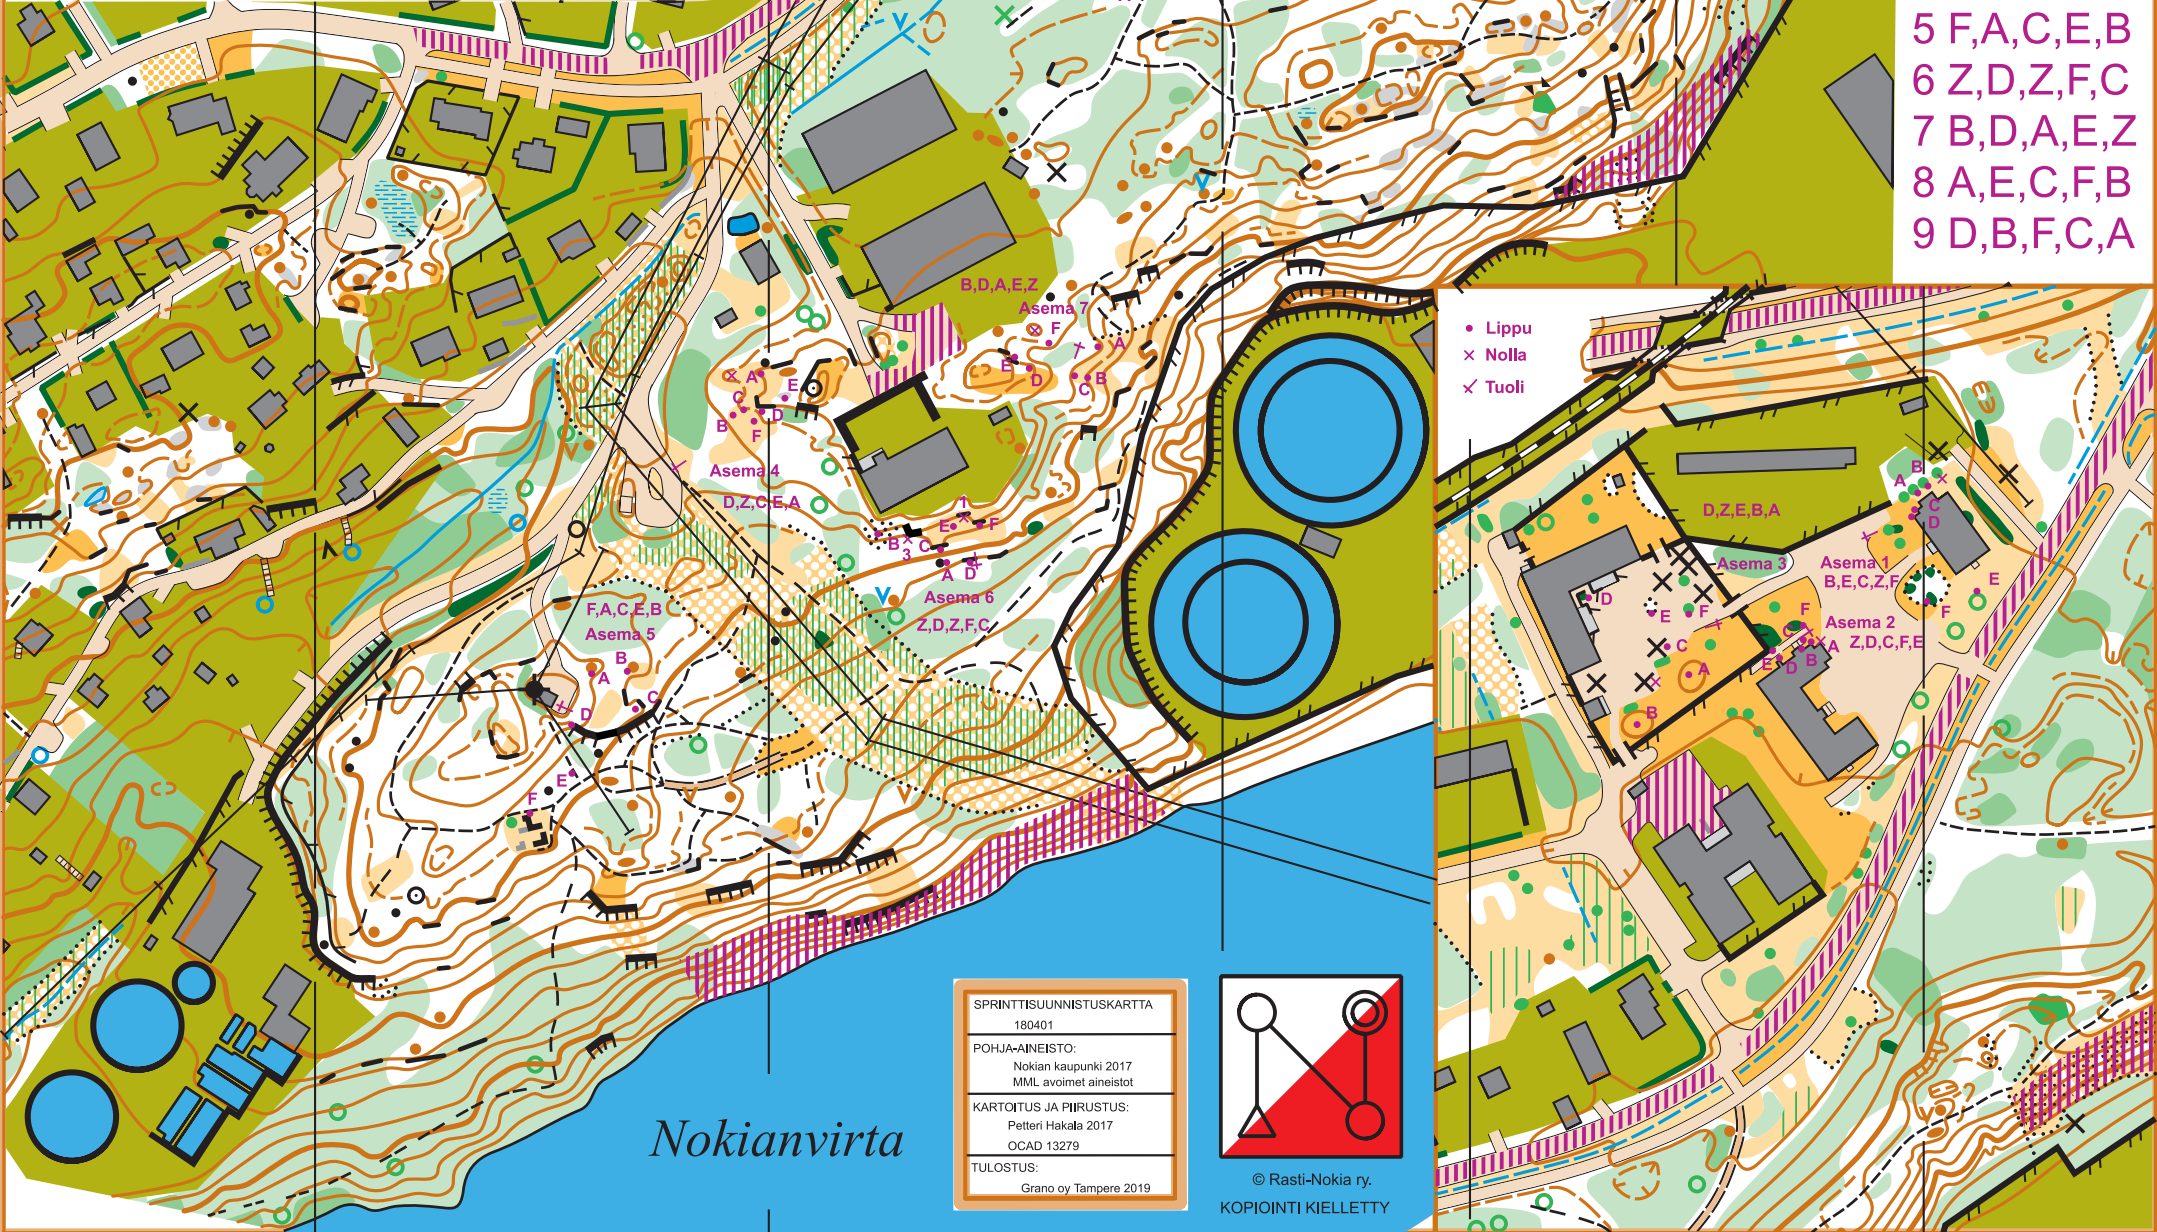 5 F,A,C,E,B
6 Z,D,Z,F,C
7 B,D,A,E,Z
8 A,E,C,F,B
9 D,B,F,C,A
B,D,A,E,Z
Asema 7
F
A
E
D
C
B
Lippu
Nolla
Tuoli
A
E
C
B
D
F
Asema 4
D,Z,C,E,A
1
E
F
B
3
C
A
D
Asema 6
Z,D,Z,F,C
F,A,C,E,B
Asema 5
B
A
C
D
E
F
D,Z,E,B,A
Asema 3
B
A
C
D
Asema 1
B,E,C,Z,F
E
F
D
E
F
C
A
B
F
C
A
Asema 2
Z,D,C,F,E
E
D
B
SPRINTTISUUNNISTUSKARTTA
180401
POHJA-AINEISTO:
Nokian kaupunki 2017
MML avoimet aineistot
KARTOITUS JA PIIRUSTUS:
Petteri Hakala 2017
OCAD 13279
TULOSTUS:
Grano oy Tampere 2019
Nokianvirta
© Rasti-Nokia ry.
KOPIOINTI KIELLETTY